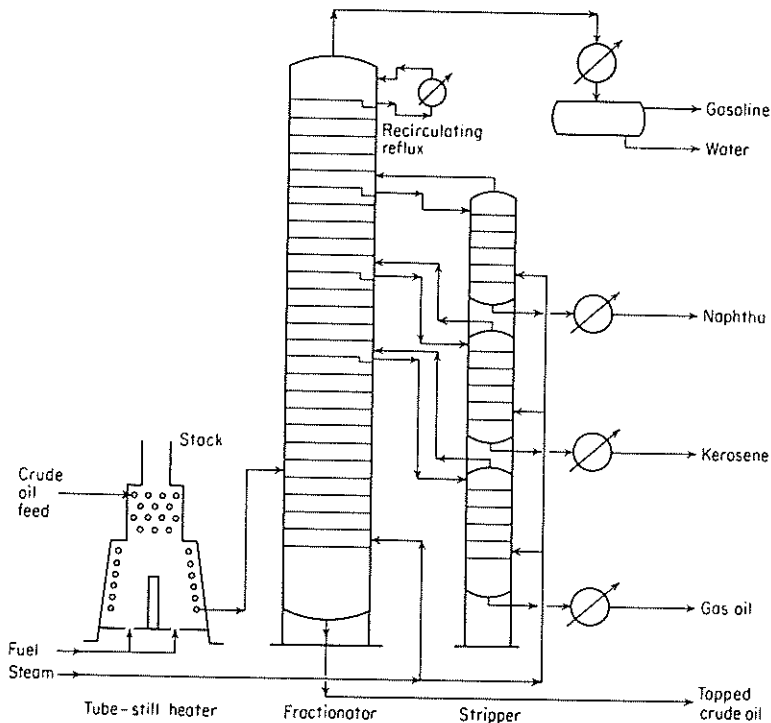 Gasoline
Water
Recirculating
reflux
Naphtha
Stack
Crude
oil
feed
Kerosene
Gas oil
Fuel
Steam
Topped
crude oil
Tube-still heater
Fractionator
Stripper